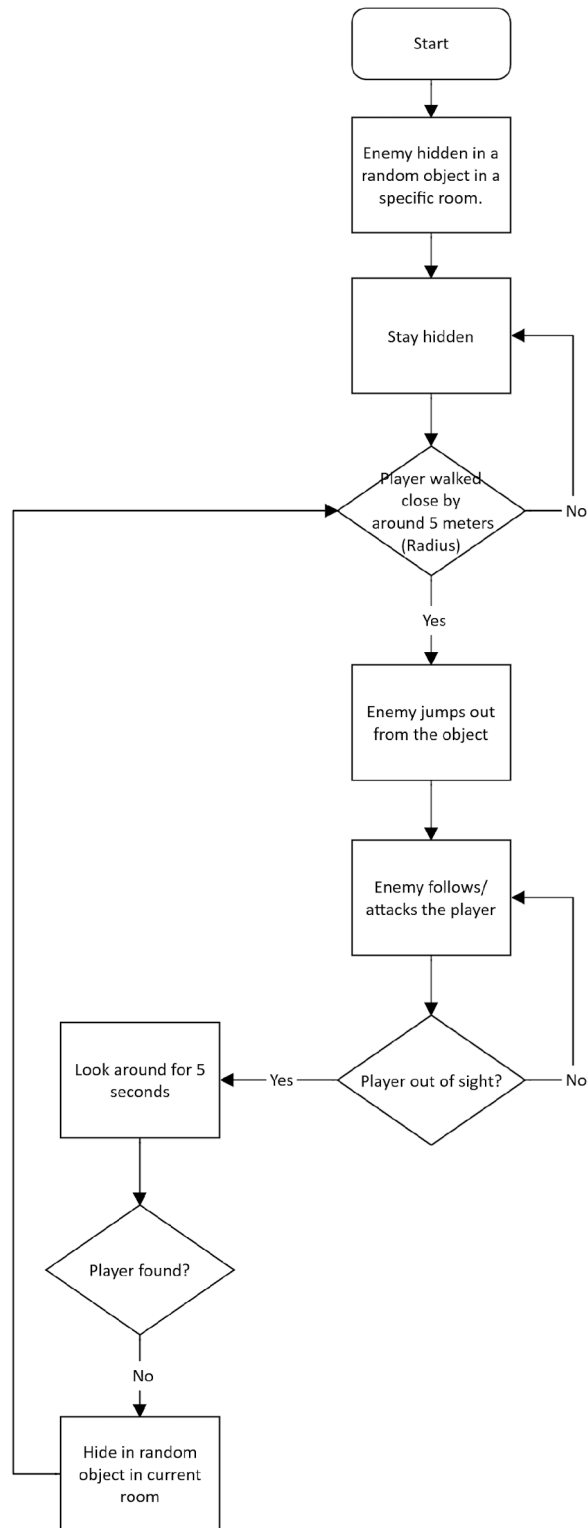 Start
Enemy hidden in a
random object in a
specific room.
Stay hidden
Player walked
close by
around 5 meters
(Radius)
No
Yes
Enemy jumps out
from the object
Enemy follows/
attacks the player
Player out of sight?
No
Yes
Look around for 5
seconds
Player found?
No
Hide in random
object in current
room